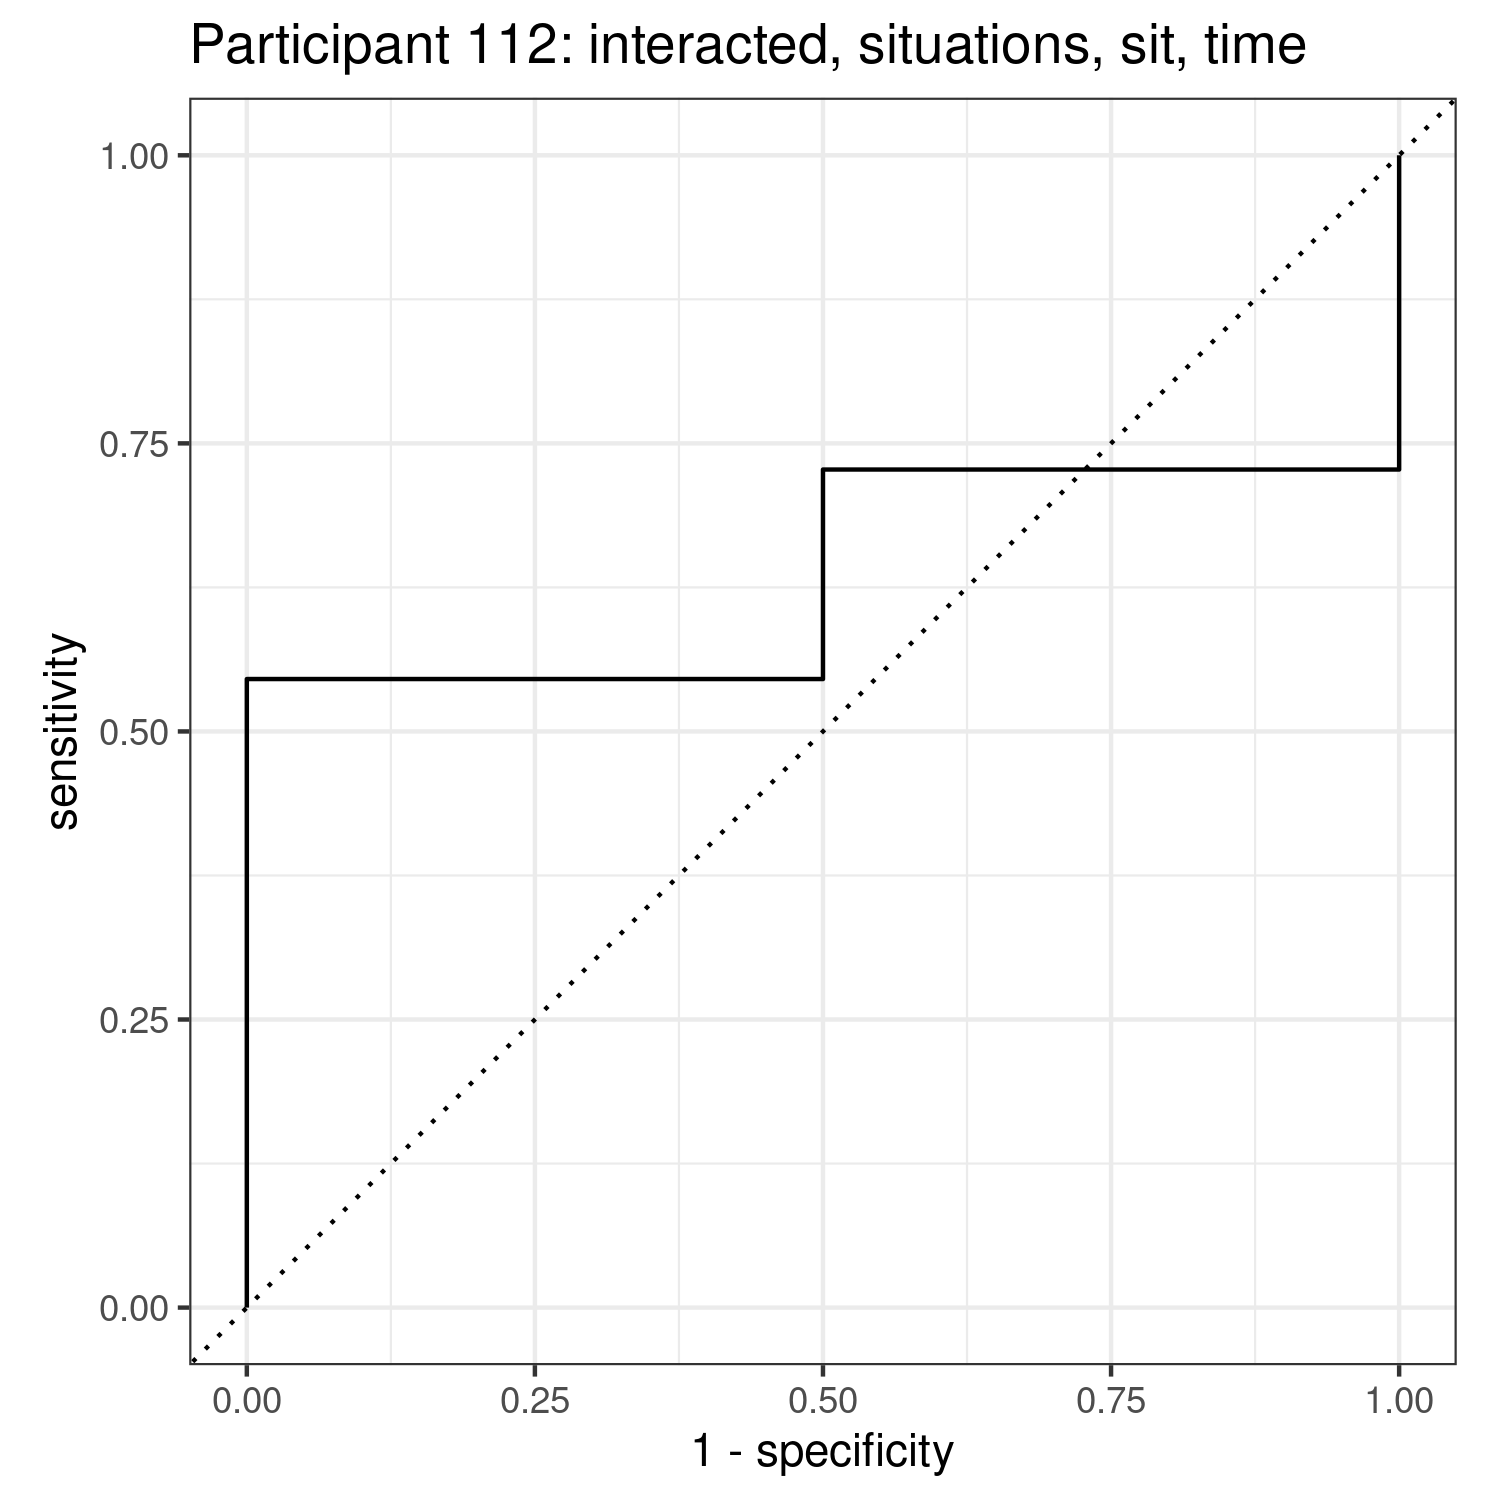 Participant 112: interacted, situations, sit, time
1.00
0.75
0.50
0.25
0.00
sensitivity
0.00 0.25 0.50 0.75 1.00
1 - specificity